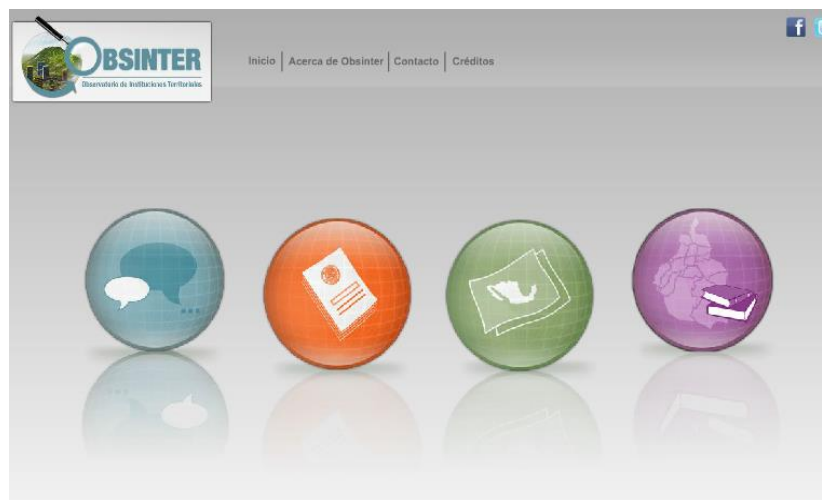 OBSINTER
Observatorio de Instituciones Territoriales
Inicio | Acerca de Obsinter | Contacto | Créditos
f